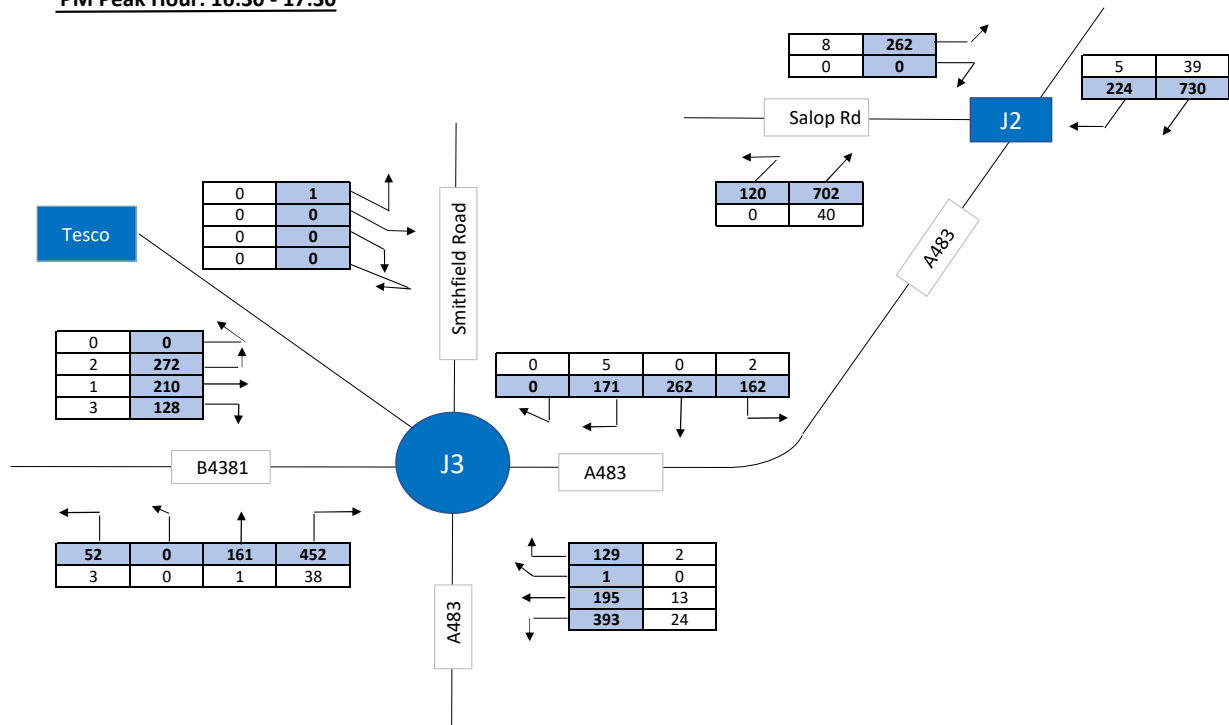 PM Peak Hour: 16:30 - 17:30
8 262
0 0
5 39
224 730
Salop Rd
J2
120 702
0 40
A483
0 1
0 0
0 0
0 0
Tesco
Smithfield Road
0 0
2 272
1 210
3 128
0 5 0 2
0 171 262 162
B4381
J3
A483
52 0 161 452
3 0 1 38
129 2
1 0
195 13
393 24
A483